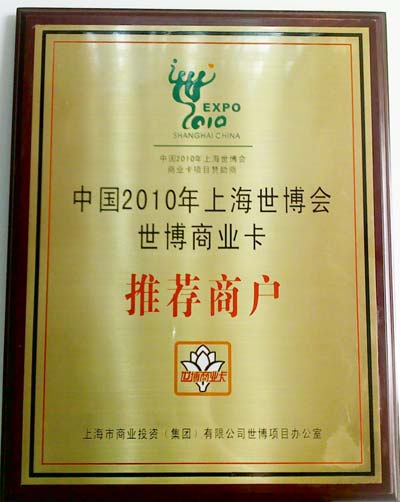 EXPO
2010
SHANGHAI CHINA
中国2010年上海世博会
商业卡项目赞助商
中国2010年上海世博会
世博商业卡
推荐商户
世博商业卡
上海市商业投资（集团）有限公司世博项目办公室